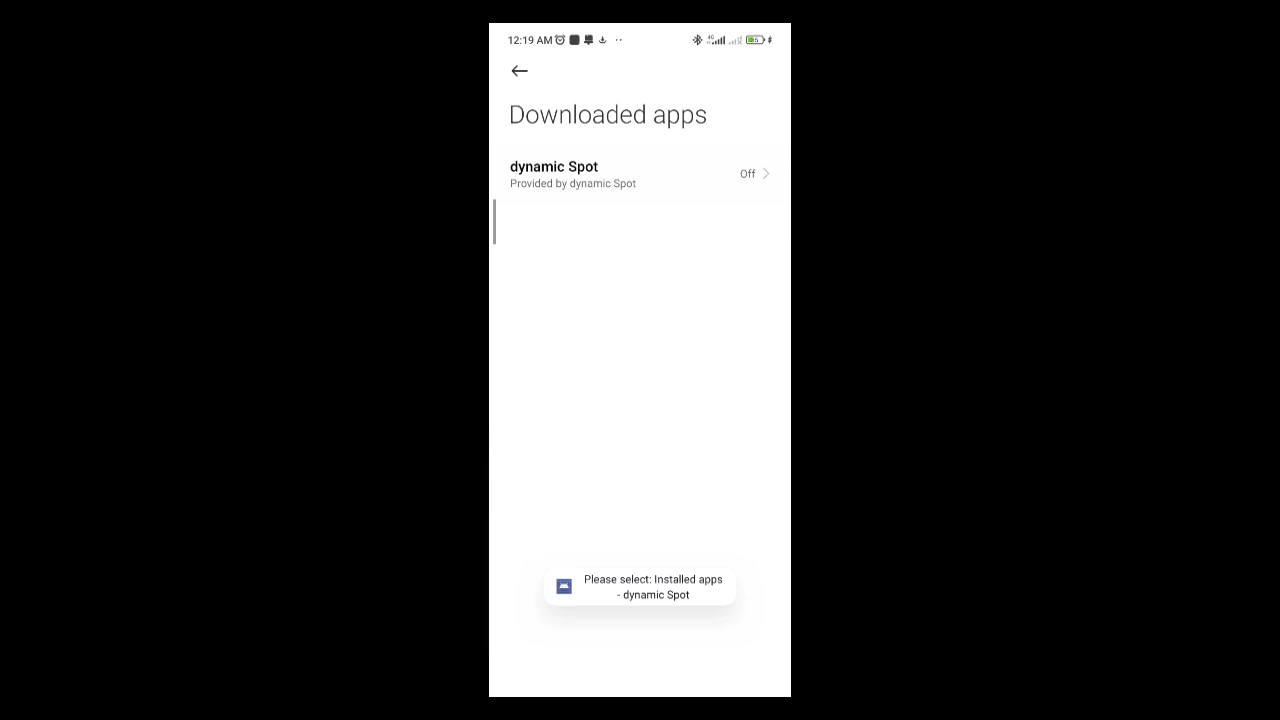 12:19 AM
Downloaded apps
dynamic Spot
Provided by dynamic Spot
Off
Please select: Installed apps
- dynamic Spot